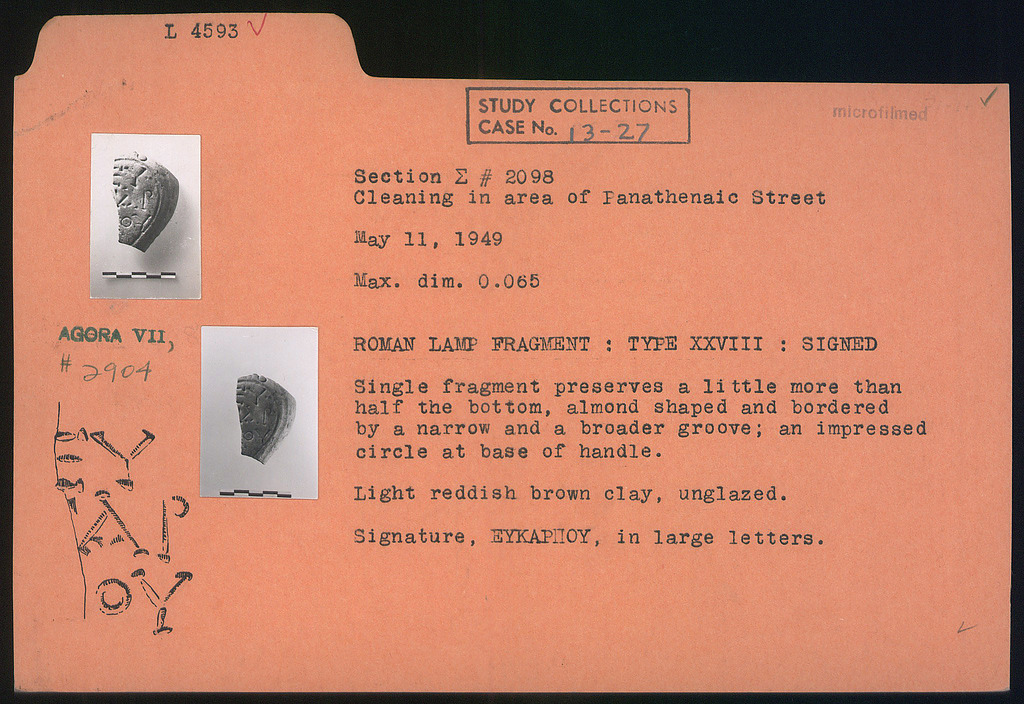 L 4593
STUDY COLLECTIONS
CASE No. 13-27
microfilmed
Section Σ # 2098
Cleaning in area of Panathenaic Street
May 11, 1949
Max. dim. 0.065
AGORA VII,
# 2904
ROMAN LAMP FRAGMENT : TYPE XXVIII : SIGNED
Single fragment preserves a little more than
half the bottom, almond shaped and bordered
by a narrow and a broader groove; an impressed
circle at base of handle.
Light reddish brown clay, unglazed.
Signature, ΕΥΚΑΡΠΟΥ, in large letters.
ΕΥ
ΑΡ
ΟΥ